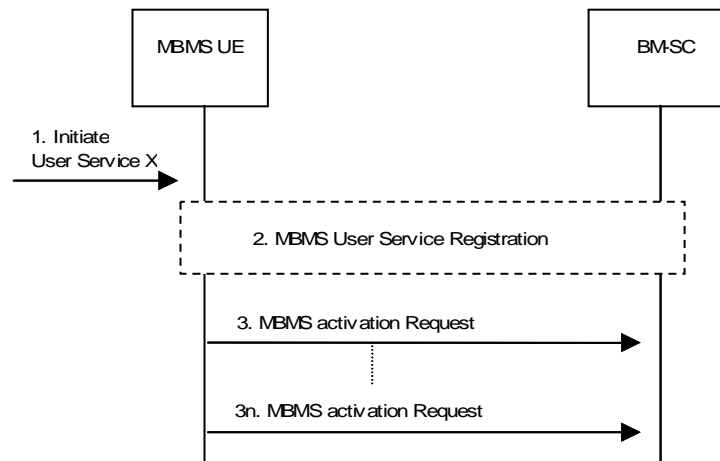 MBMS UE
BM-SC
1. Initiate
User Service X
2. MBMS User Service Registration
3. MBMS activation Request
3n. MBMS activation Request